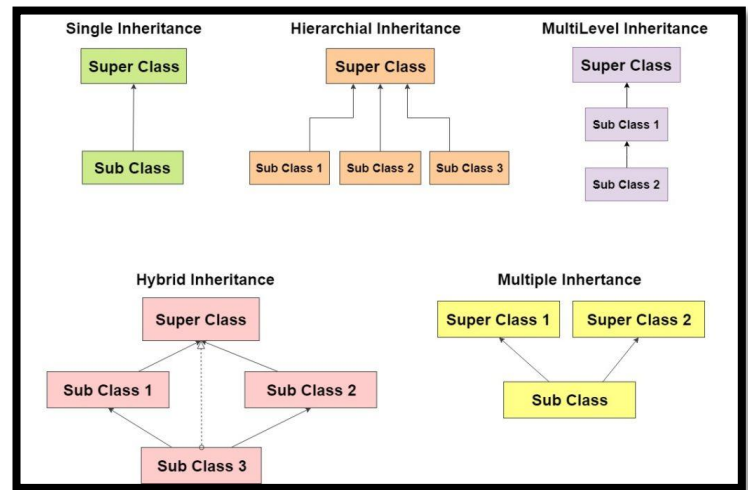 Single Inheritance
Super Class
Sub Class
Hierarchial Inheritance
Super Class
Sub Class 1
Sub Class 2
Sub Class 3
MultiLevel Inheritance
Super Class
Sub Class 1
Sub Class 2
Hybrid Inheritance
Super Class
Sub Class 1
Sub Class 2
Sub Class 3
Multiple Inhertance
Super Class 1
Super Class 2
Sub Class